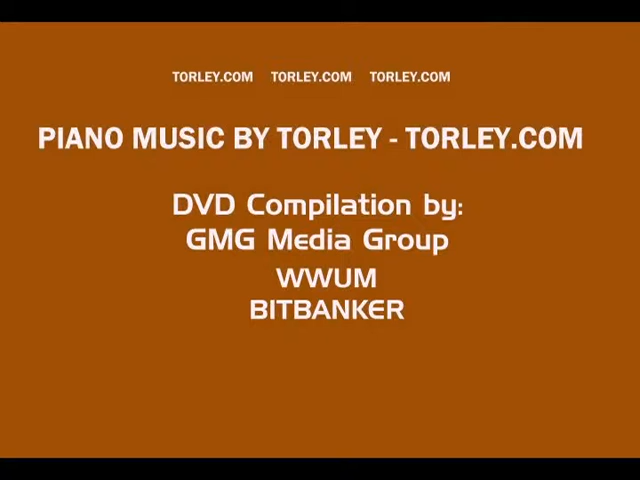 TORLEY.COM TORLEY.COM TORLEY.COM
PIANO MUSIC BY TORLEY - TORLEY.COM
DVD Compilation by:
GMG Media Group
WWUM
BITBANKER